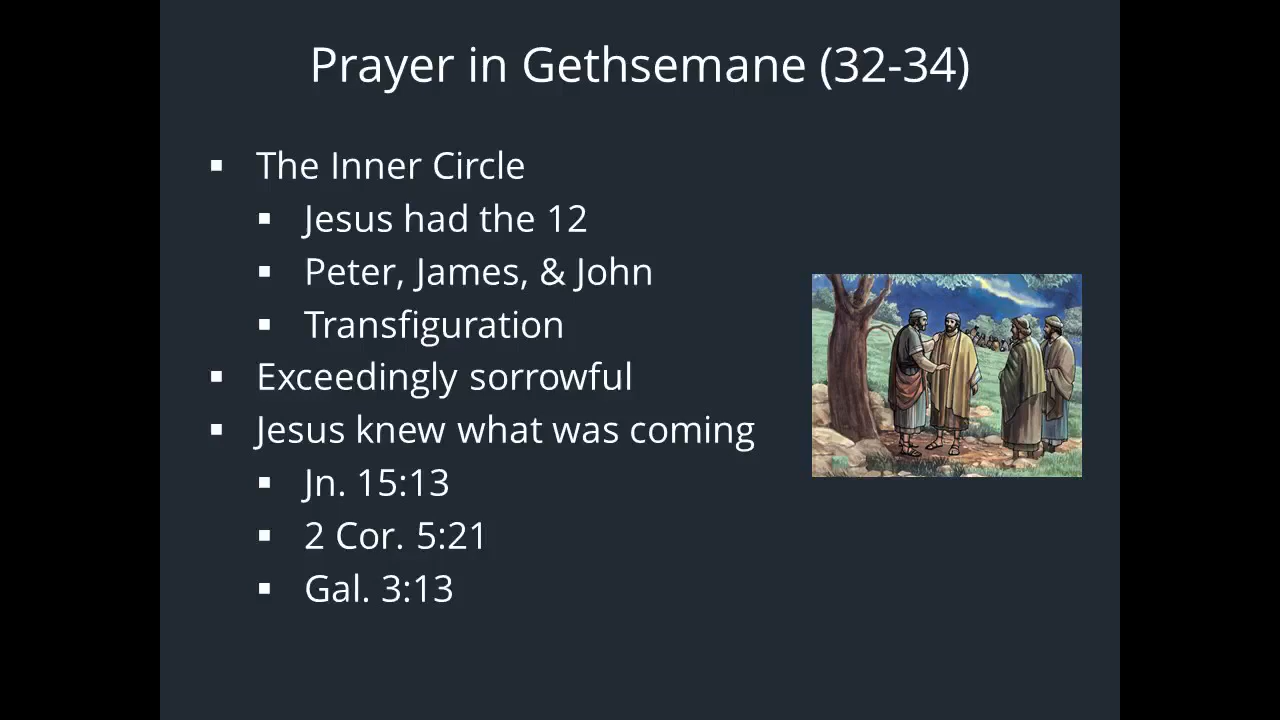 Prayer in Gethsemane (32-34)
▪ The Inner Circle
▪ Jesus had the 12
▪ Peter, James, & John
▪ Transfiguration
▪ Exceedingly sorrowful
▪ Jesus knew what was coming
▪ Jn. 15:13
▪ 2 Cor. 5:21
▪ Gal. 3:13